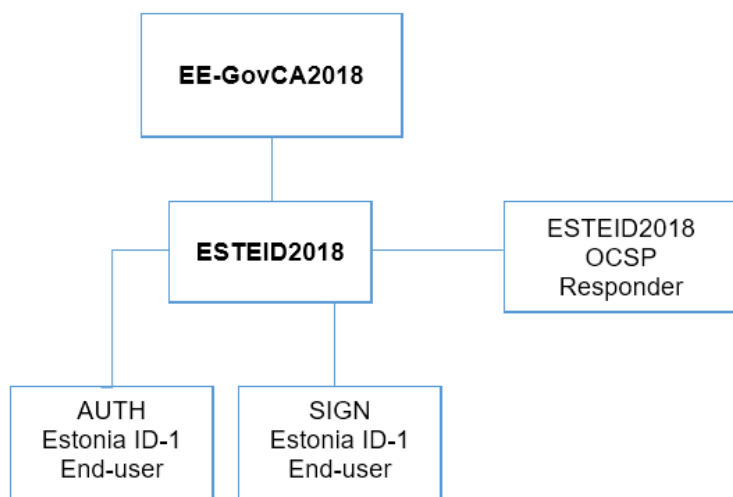 EE-GovCA2018
ESTEID2018
ESTEID2018
OCSP
Responder
AUTH
Estonia ID-1
End-user
SIGN
Estonia ID-1
End-user